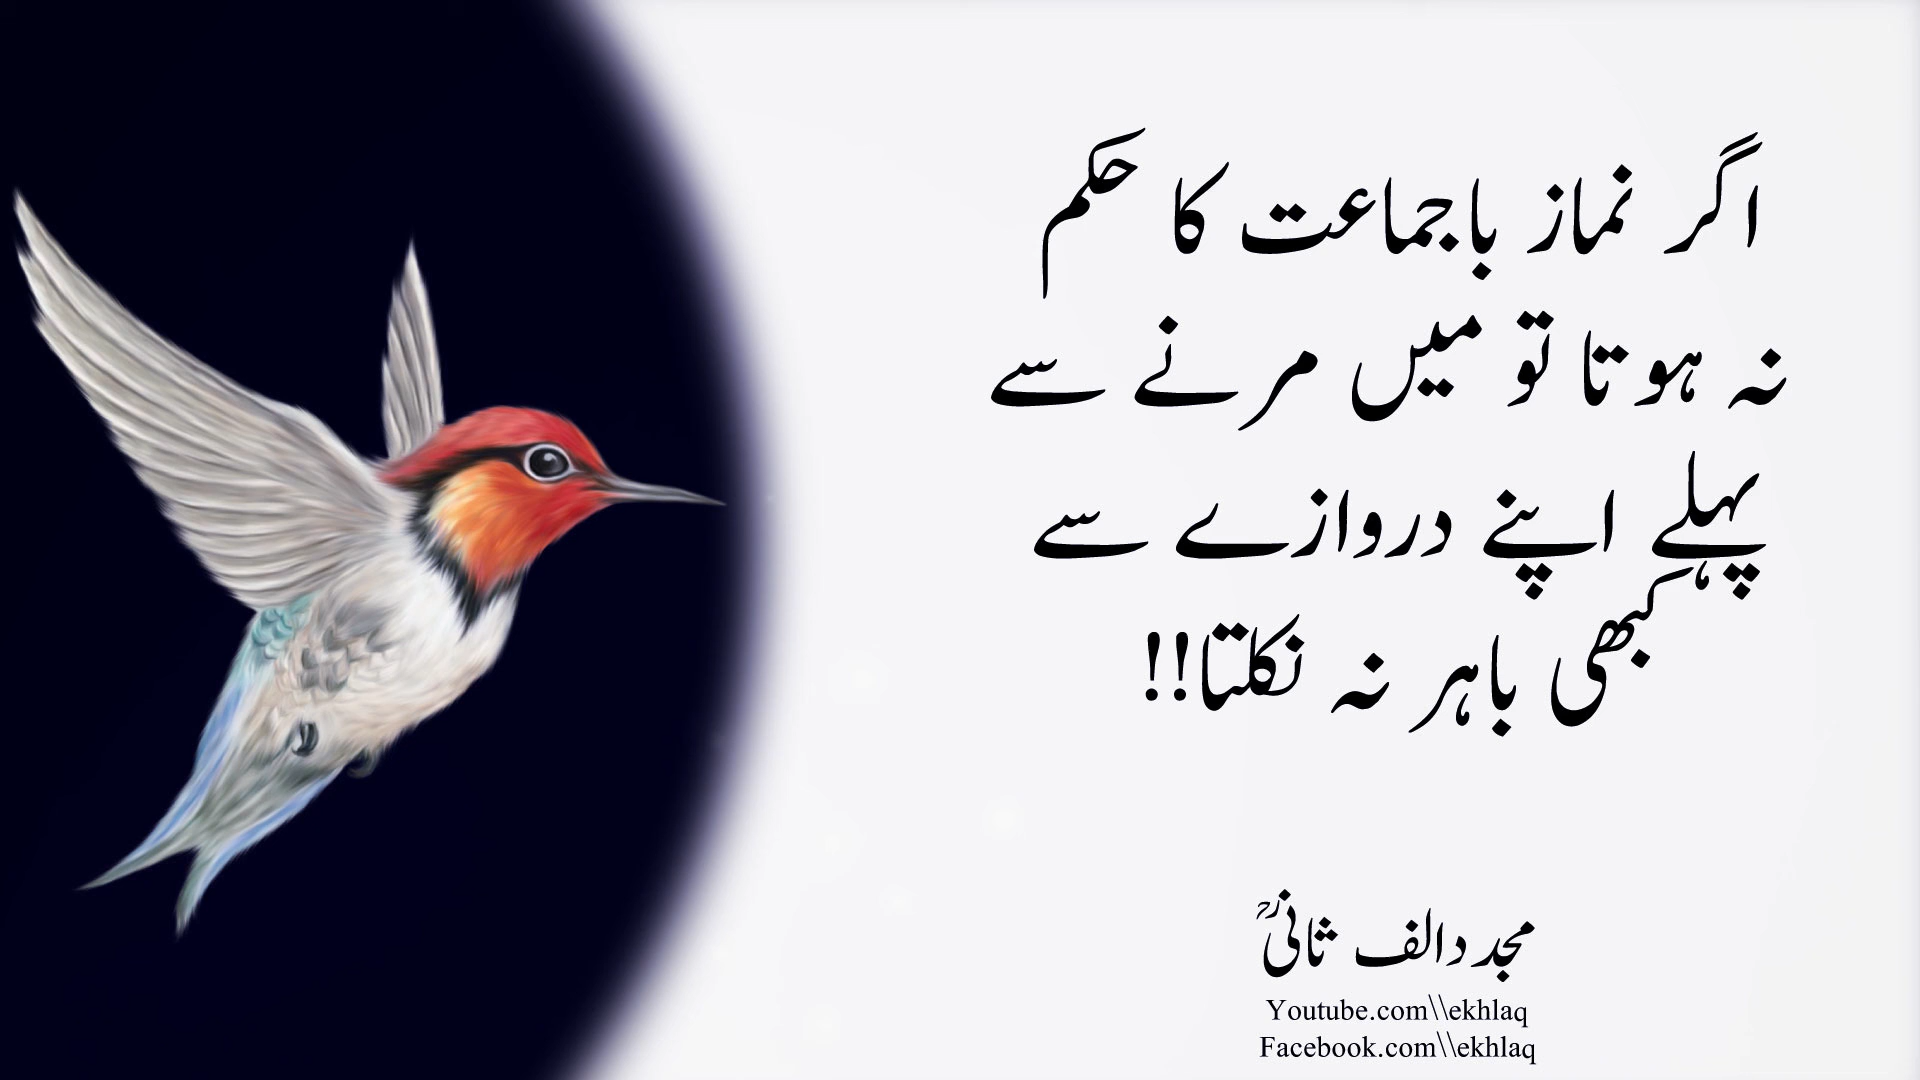 اگر نماز باجماعت کا حکم
نہ ہوتا تو میں مرنے سے
پہلے اپنے دروازے سے
کبھی باہر نہ نکلتا!!
مجدد الف ثانیؒ
Youtube.com\\ekhlaq
Facebook.com\\ekhlaq